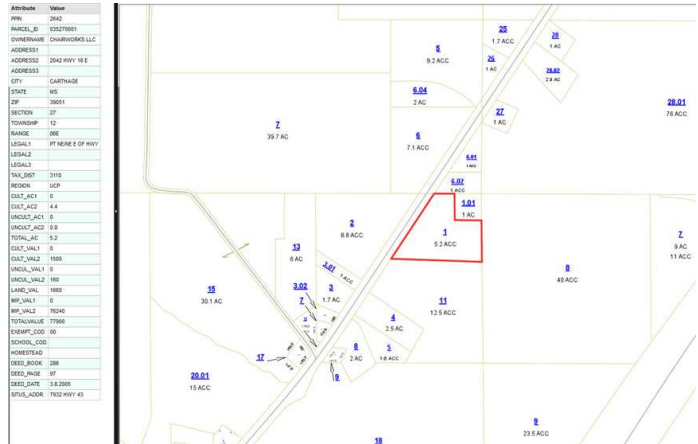 Attribute Value
PPIN 2642
PARCEL_ID 035270001
OWNERNAME CHAIRWORKS LLC
ADDRESS1
ADDRESS2 2042 HWY 16 E
ADDRESS3
CITY CARTHAGE
STATE MS
ZIP 39051
SECTION 27
TOWNSHIP 12
RANGE 06E
LEGAL1 PT NE/NE E OF HWY
LEGAL2
LEGAL3
TAX_DIST 3110
REGION UCP
CULT_AC1 0
CULT_AC2 4.4
UNCULT_AC1 0
UNCULT_AC2 0.8
TOTAL_AC 5.2
CULT_VAL1 0
CULT_VAL2 1500
UNCUL_VAL1 0
UNCUL_VAL2 160
LAND_VAL 1660
IMP_VAL1 0
IMP_VAL2 76240
TOTALVALUE 77900
EXEMPT_COD 00
SCHOOL_COD
HOMESTEAD
DEED_BOOK 286
DEED_PAGE 97
DEED_DATE 3.8.2005
SITUS_ADDR 7932 HWY 43
25
1.7 ACC
28
1 AC
5
9.2 ACC
26
1 AC
28.02
28.01
76 ACC
6.04
2 AC
27
1 AC
7
39.7 AC
6
7.1 ACC
6.01
6.02
1 ACC
1.01
1 AC
2
8.8 ACC
1
5.2 ACC
7
9 AC
11 ACC
13
6 AC
3.01 1 ACC
8
40 ACC
15
30.1 AC
3.02
3
1.7 AC
7
11
12.5 ACC
4
2.5 AC
17
8
2 AC
5
1.6 ACC
9
20.01
15 ACC
9
23.5 ACC
18